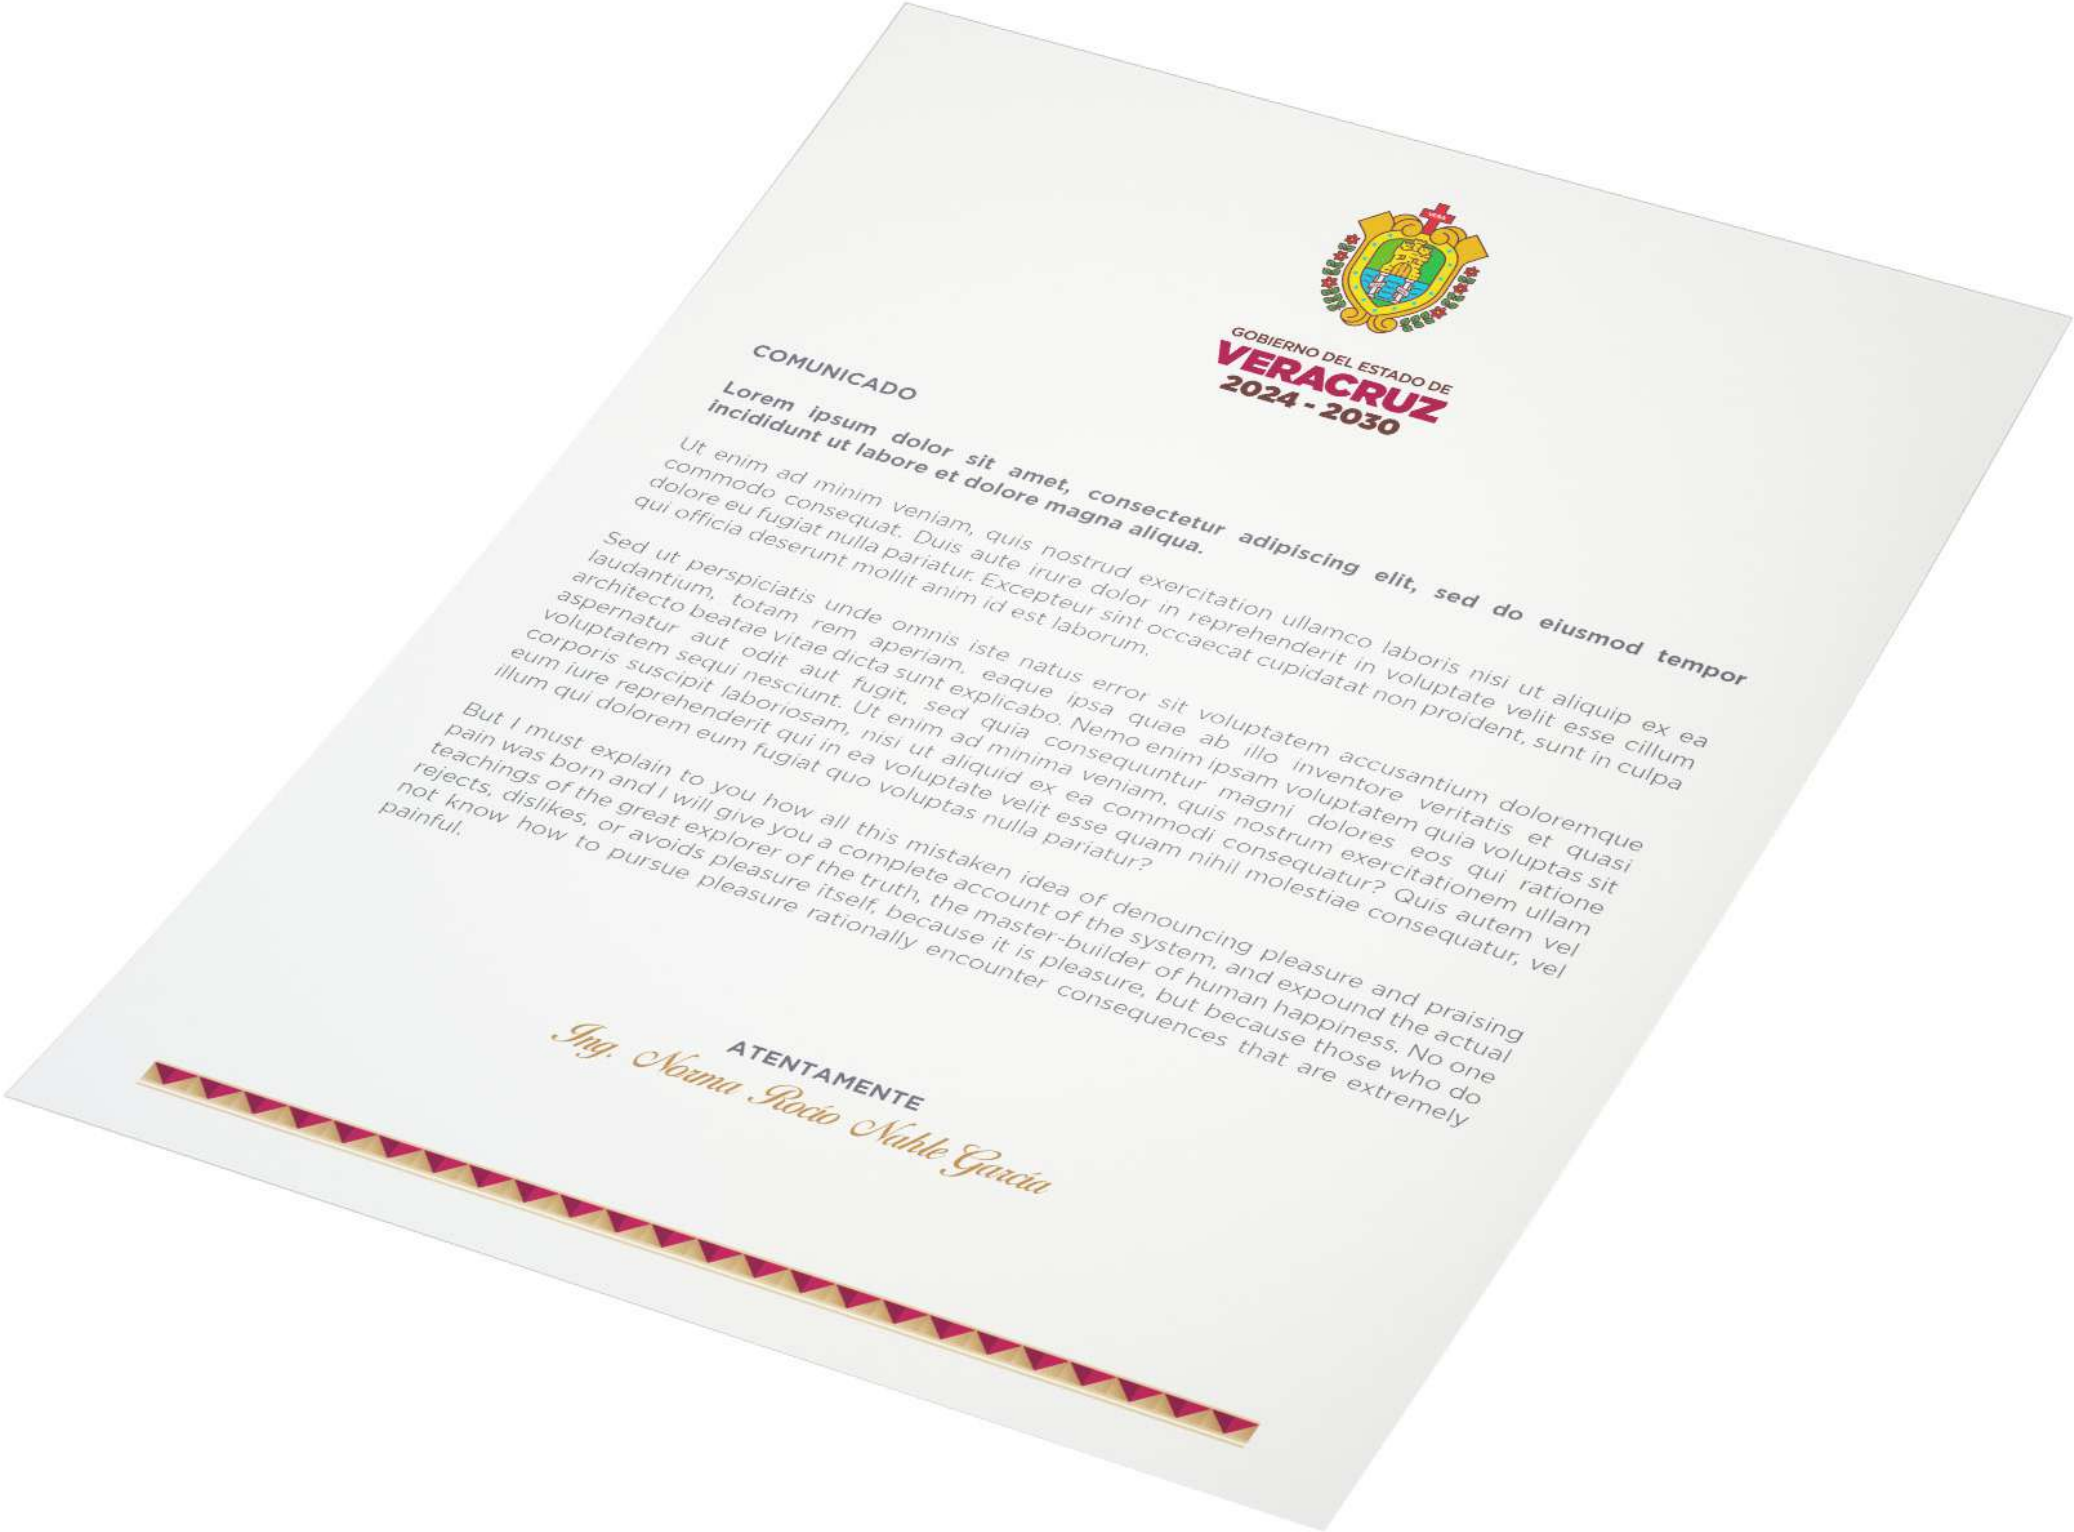 VERA
GOBIERNO DEL ESTADO DE
VERACRUZ
2024 - 2030
COMUNICADO
Lorem ipsum dolor sit amet, consectetur adipiscing elit, sed do eiusmod tempor
incididunt ut labore et dolore magna aliqua.
Ut enim ad minim veniam, quis nostrud exercitation ullamco laboris nisi ut aliquip ex ea
commodo consequat. Duis aute irure dolor in reprehenderit in voluptate velit esse cillum
dolore eu fugiat nulla pariatur. Excepteur sint occaecat cupidatat non proident, sunt in culpa
qui officia deserunt mollit anim id est laborum.
Sed ut perspiciatis unde omnis iste natus error sit voluptatem accusantium doloremque
laudantium, totam rem aperiam, eaque ipsa quae ab illo inventore veritatis et quasi
architecto beatae vitae dicta sunt explicabo. Nemo enim ipsam voluptatem quia voluptas sit
aspernatur aut odit aut fugit, sed quia consequuntur magni dolores eos qui ratione
voluptatem sequi nesciunt. Ut enim ad minima veniam, quis nostrum exercitationem ullam
corporis suscipit laboriosam, nisi ut aliquid ex ea commodi consequatur? Quis autem vel
eum iure reprehenderit qui in ea voluptate velit esse quam nihil molestiae consequatur, vel
illum qui dolorem eum fugiat quo voluptas nulla pariatur?
But I must explain to you how all this mistaken idea of denouncing pleasure and praising
pain was born and I will give you a complete account of the system, and expound the actual
teachings of the great explorer of the truth, the master-builder of human happiness. No one
rejects, dislikes, or avoids pleasure itself, because it is pleasure, but because those who do
not know how to pursue pleasure rationally encounter consequences that are extremely
painful.
ATENTAMENTE
Ing. Norma Rocío Nahle García